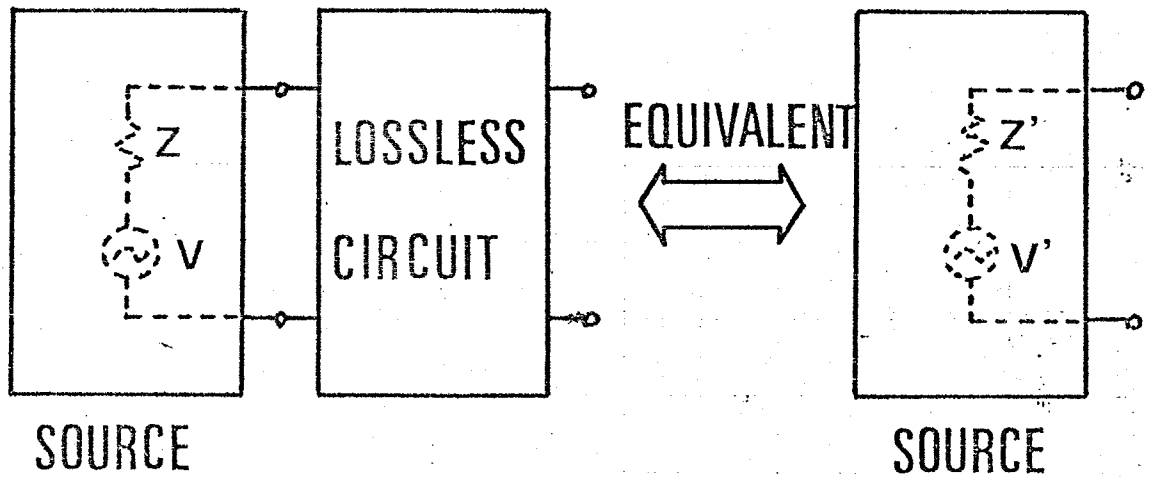 Z
V
SOURCE
LOSSLESS
CIRCUIT
EQUIVALENT
Z'
V'
SOURCE